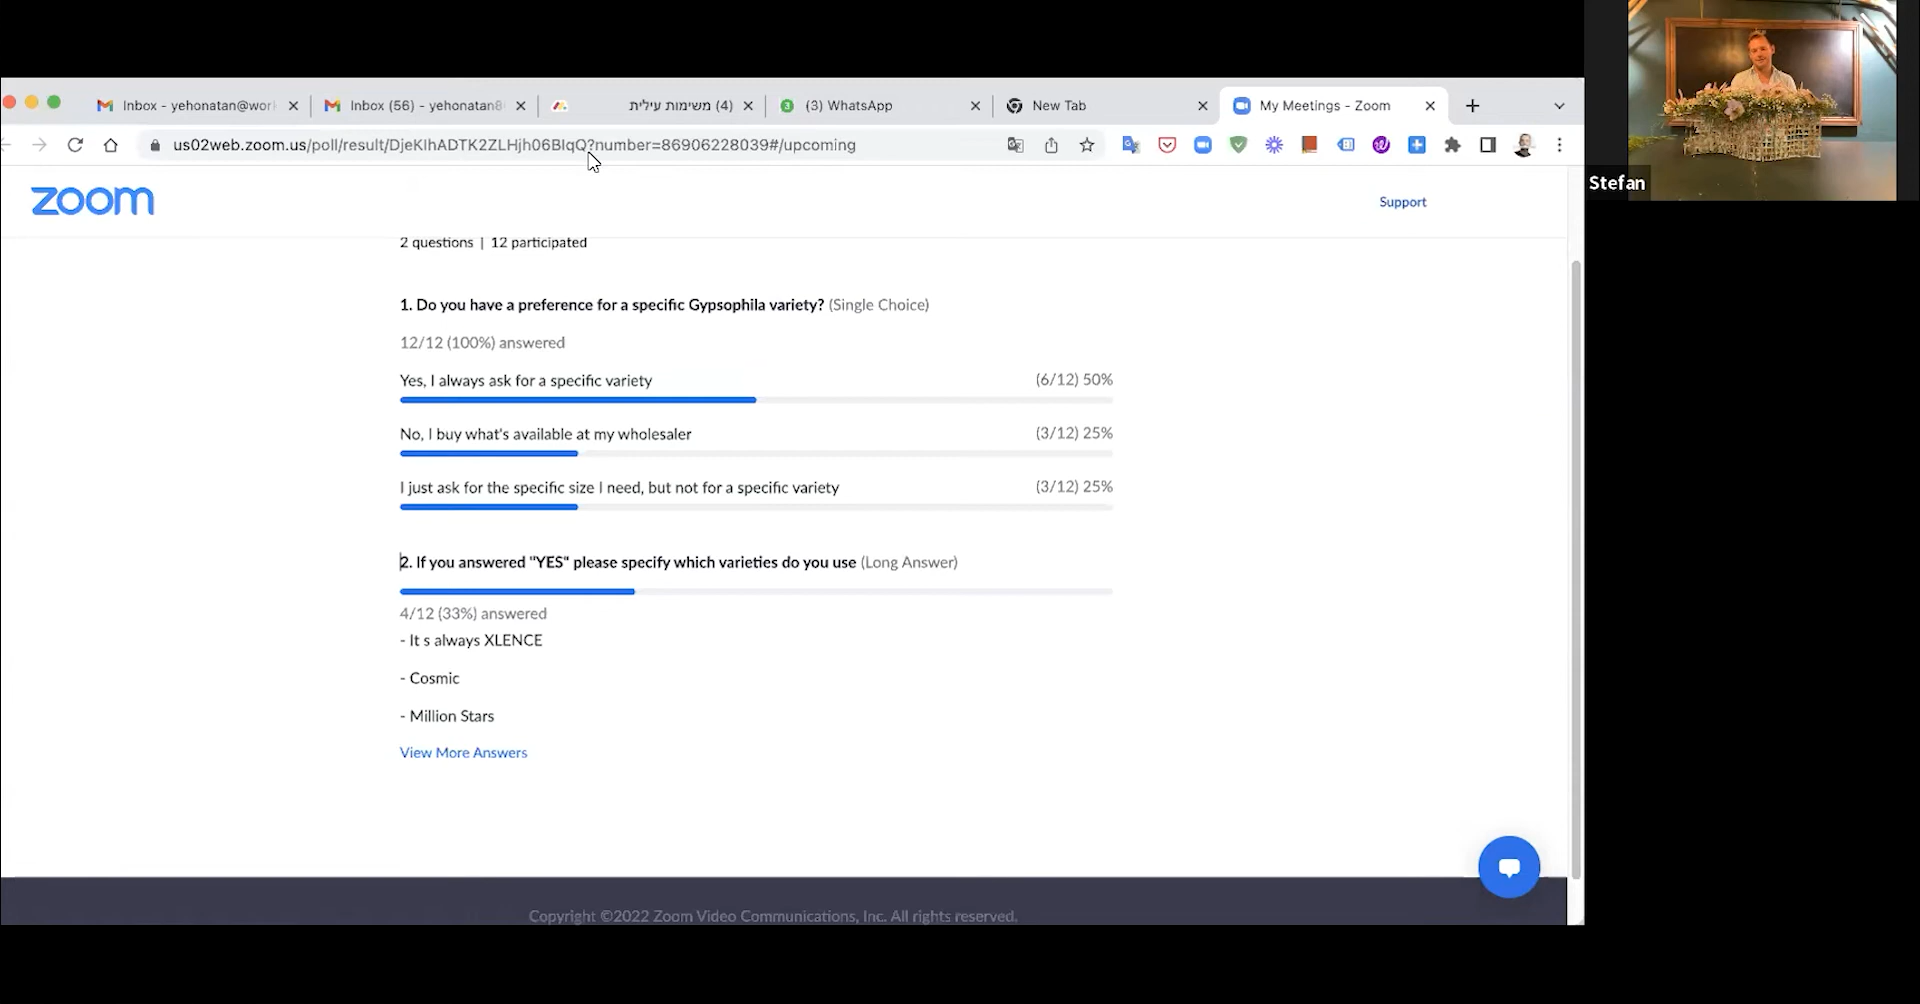 Inbox - yehonatan@wor
Inbox (56) - yehonatan8
(4) משימות עילית
(3) WhatsApp
New Tab
My Meetings - Zoom
us02web.zoom.us/poll/result/DjeKlhADTK2ZLHjh06BlqQ?number=86906228039#/upcoming
Stefan
zoom
Support
2 questions | 12 participated
1. Do you have a preference for a specific Gypsophila variety? (Single Choice)
12/12 (100%) answered
Yes, I always ask for a specific variety (6/12) 50%
No, I buy what's available at my wholesaler (3/12) 25%
I just ask for the specific size I need, but not for a specific variety (3/12) 25%
2. If you answered "YES" please specify which varieties do you use (Long Answer)
4/12 (33%) answered
- It s always XLENCE
- Cosmic
- Million Stars
View More Answers
Copyright ©2022 Zoom Video Communications, Inc. All rights reserved.